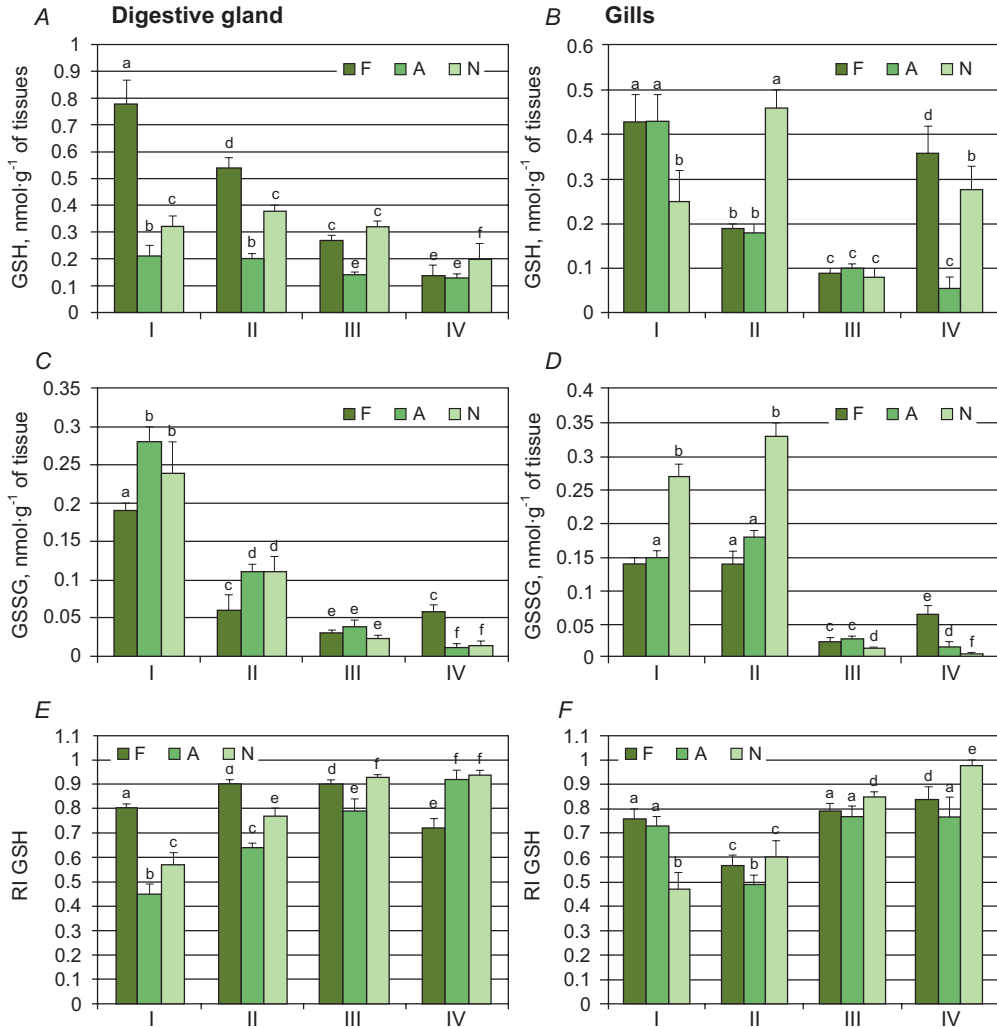 A Digestive gland
GSH, nmol·g⁻¹ of tissues
1
0.9
0.8
0.7
0.6
0.5
0.4
0.3
0.2
0.1
0
F A N
a b c
d b c
c e c
e e f
I II III IV
B Gills
GSH, nmol·g⁻¹ of tissues
0.6
0.5
0.4
0.3
0.2
0.1
0
F A N
a a b
b b a
c c c
d c b
I II III IV
C
GSSG, nmol·g⁻¹ of tissue
0.35
0.3
0.25
0.2
0.15
0.1
0.05
0
F A N
a b b
c d d
e e e
c f f
I II III IV
D
GSSG, nmol·g⁻¹ of tissue
0.4
0.35
0.3
0.25
0.2
0.15
0.1
0.05
0
F A N
a b
a a b
c c d
e d f
I II III IV
E
RI GSH
1.1
1
0.9
0.8
0.7
0.6
0.5
0.4
0.3
0.2
0.1
0
F A N
a b c
d c e
d e f
e f f
I II III IV
F
RI GSH
1.1
1
0.9
0.8
0.7
0.6
0.5
0.4
0.3
0.2
0.1
0
F A N
a a b
c b c
a a d
d a e
I II III IV